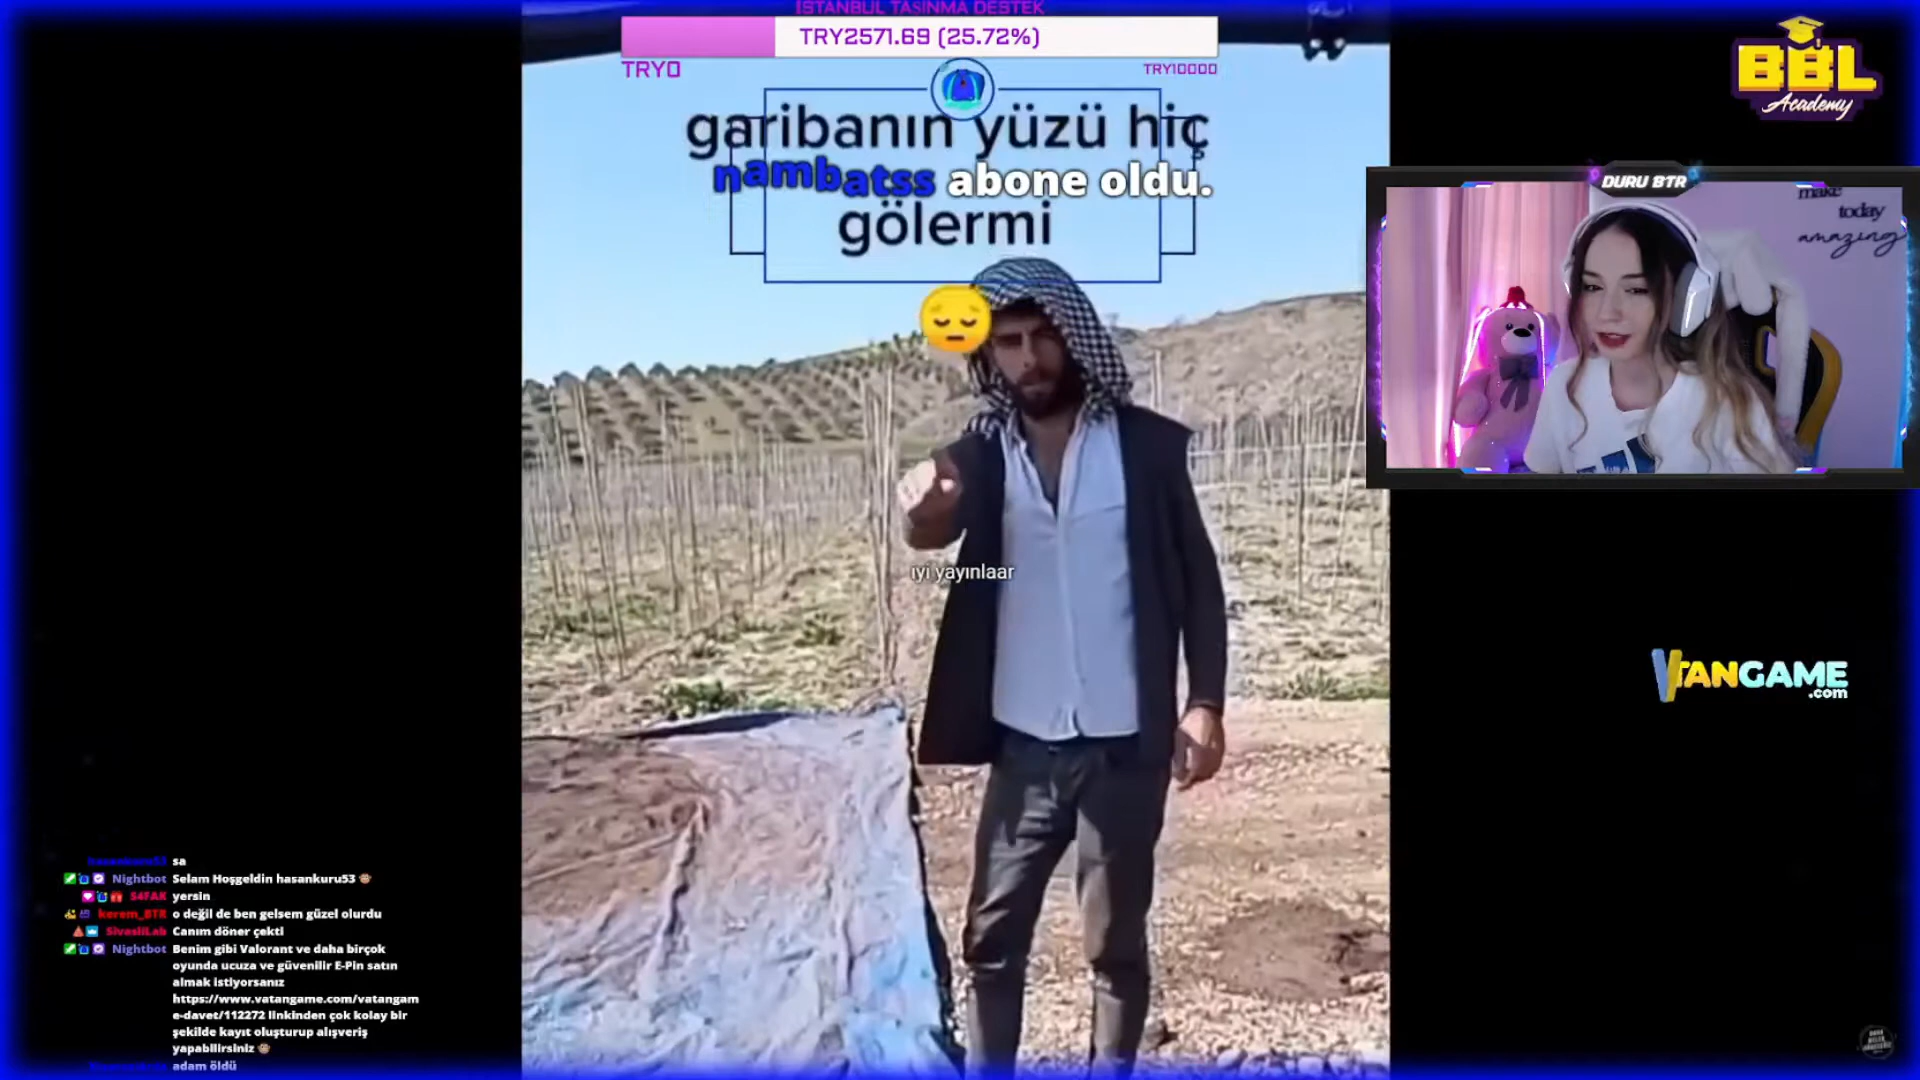 İSTANBUL TAŞINMA DESTEK
TRY2571.69 (25.72%)
TRY0
TRY10000
garibanın yüzü hiç
nambatss abone oldu.
gölermi
ıyi yayınlaar
BBL
Academy
DURU BTR
make
today
amazing
VATANGAME
.com
hasankuru53 sa
Nightbot Selam Hoşgeldin hasankuru53
S4FAK yersin
kerem_BTR o değil de ben gelsem güzel olurdu
SivasliLab Canım döner çekti
Nightbot Benim gibi Valorant ve daha birçok
oyunda ucuza ve güvenilir E-Pin satın
almak istiyorsanız
https://www.vatangame.com/vatangam
e-davet/112272 linkinden çok kolay bir
şekilde kayıt oluşturup alışveriş
yapabilirsiniz
adam öldü